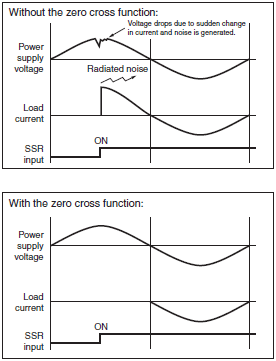 Without the zero cross function:
Voltage drops due to sudden change
in current and noise is generated.
Power
supply
voltage
Radiated noise
Load
current
ON
SSR
input
With the zero cross function:
Power
supply
voltage
Load
current
ON
SSR
input